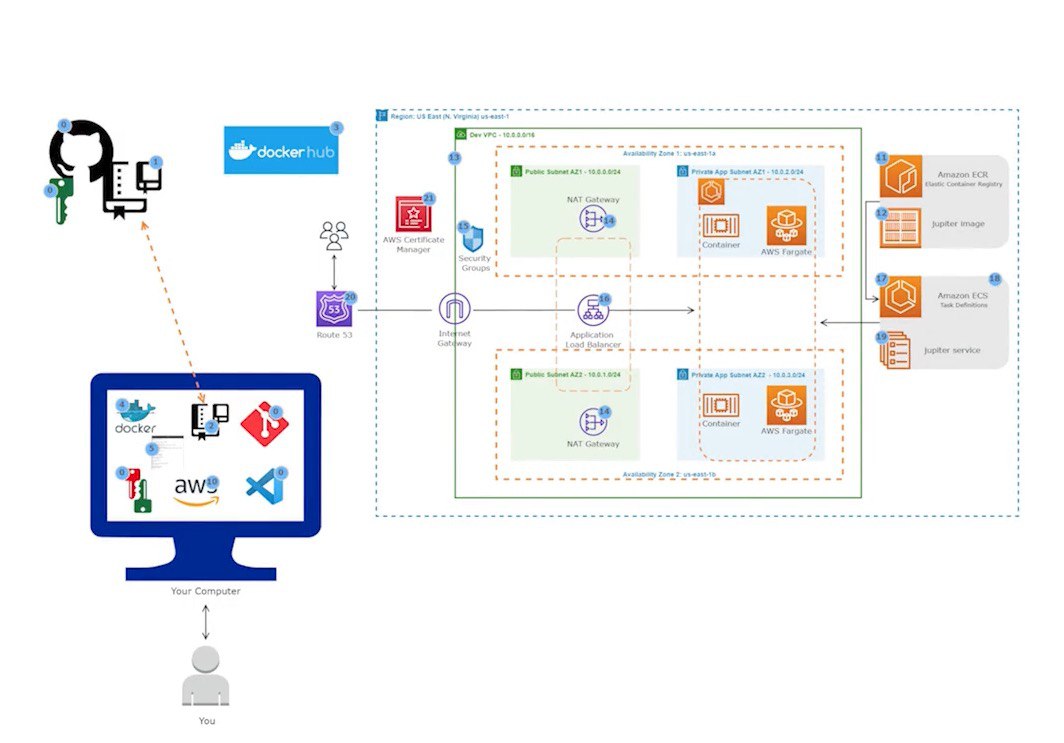 Region: US East (N. Virginia) us-east-1
0
1
0
3
dockerhub
13
Dev VPC - 10.0.0.0/16
Availability Zone 1: us-east-1a
Public Subnet AZ1 - 10.0.0.0/24
NAT Gateway
14
Private App Subnet AZ1 - 10.0.2.0/24
Container
AWS Fargate
11
Amazon ECR
Elastic Container Registry
12
Jupiter image
21
AWS Certificate
Manager
15
Security
Groups
20
53
Route 53
Internet
Gateway
16
Application
Load Balancer
17
18
Amazon ECS
Task Definitions
19
Jupiter service
Public Subnet AZ2 - 10.0.1.0/24
14
NAT Gateway
Private App Subnet AZ2 - 10.0.3.0/24
Container
AWS Fargate
Availability Zone 2: us-east-1b
4
docker
2
0
5
0
aws
10
0
Your Computer
You